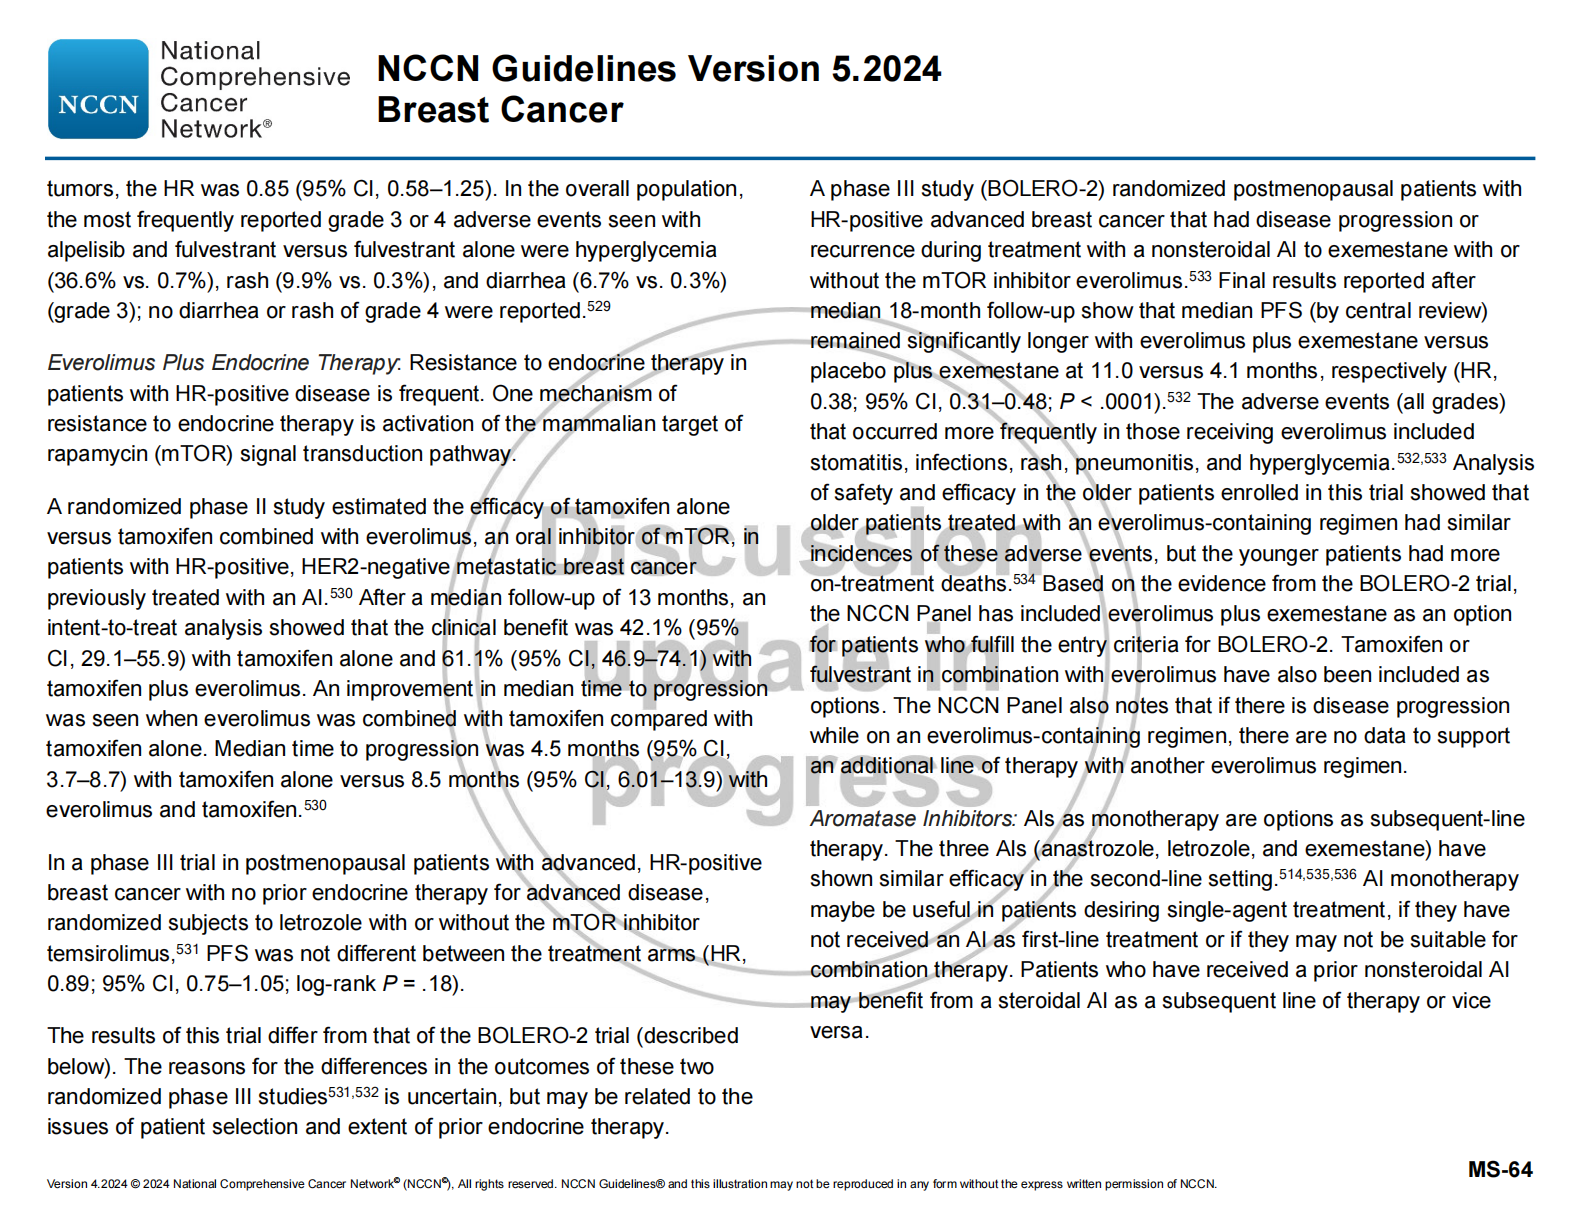 NCCN
National
Comprehensive
Cancer
Network®
NCCN Guidelines Version 5.2024
Breast Cancer
tumors, the HR was 0.85 (95% CI, 0.58–1.25). In the overall population,
the most frequently reported grade 3 or 4 adverse events seen with
alpelisib and fulvestrant versus fulvestrant alone were hyperglycemia
(36.6% vs. 0.7%), rash (9.9% vs. 0.3%), and diarrhea (6.7% vs. 0.3%)
(grade 3); no diarrhea or rash of grade 4 were reported.529
Everolimus Plus Endocrine Therapy: Resistance to endocrine therapy in
patients with HR-positive disease is frequent. One mechanism of
resistance to endocrine therapy is activation of the mammalian target of
rapamycin (mTOR) signal transduction pathway.
A randomized phase II study estimated the efficacy of tamoxifen alone
versus tamoxifen combined with everolimus, an oral inhibitor of mTOR, in
patients with HR-positive, HER2-negative metastatic breast cancer
previously treated with an AI.530 After a median follow-up of 13 months, an
intent-to-treat analysis showed that the clinical benefit was 42.1% (95%
CI, 29.1–55.9) with tamoxifen alone and 61.1% (95% CI, 46.9–74.1) with
tamoxifen plus everolimus. An improvement in median time to progression
was seen when everolimus was combined with tamoxifen compared with
tamoxifen alone. Median time to progression was 4.5 months (95% CI,
3.7–8.7) with tamoxifen alone versus 8.5 months (95% CI, 6.01–13.9) with
everolimus and tamoxifen.530
In a phase III trial in postmenopausal patients with advanced, HR-positive
breast cancer with no prior endocrine therapy for advanced disease,
randomized subjects to letrozole with or without the mTOR inhibitor
temsirolimus,531 PFS was not different between the treatment arms (HR,
0.89; 95% CI, 0.75–1.05; log-rank P = .18).
The results of this trial differ from that of the BOLERO-2 trial (described
below). The reasons for the differences in the outcomes of these two
randomized phase III studies531,532 is uncertain, but may be related to the
issues of patient selection and extent of prior endocrine therapy.
A phase III study (BOLERO-2) randomized postmenopausal patients with
HR-positive advanced breast cancer that had disease progression or
recurrence during treatment with a nonsteroidal AI to exemestane with or
without the mTOR inhibitor everolimus.533 Final results reported after
median 18-month follow-up show that median PFS (by central review)
remained significantly longer with everolimus plus exemestane versus
placebo plus exemestane at 11.0 versus 4.1 months, respectively (HR,
0.38; 95% CI, 0.31–0.48; P < .0001).532 The adverse events (all grades)
that occurred more frequently in those receiving everolimus included
stomatitis, infections, rash, pneumonitis, and hyperglycemia.532,533 Analysis
of safety and efficacy in the older patients enrolled in this trial showed that
older patients treated with an everolimus-containing regimen had similar
incidences of these adverse events, but the younger patients had more
on-treatment deaths.534 Based on the evidence from the BOLERO-2 trial,
the NCCN Panel has included everolimus plus exemestane as an option
for patients who fulfill the entry criteria for BOLERO-2. Tamoxifen or
fulvestrant in combination with everolimus have also been included as
options. The NCCN Panel also notes that if there is disease progression
while on an everolimus-containing regimen, there are no data to support
an additional line of therapy with another everolimus regimen.
Aromatase Inhibitors: AIs as monotherapy are options as subsequent-line
therapy. The three AIs (anastrozole, letrozole, and exemestane) have
shown similar efficacy in the second-line setting.514,535,536 AI monotherapy
maybe be useful in patients desiring single-agent treatment, if they have
not received an AI as first-line treatment or if they may not be suitable for
combination therapy. Patients who have received a prior nonsteroidal AI
may benefit from a steroidal AI as a subsequent line of therapy or vice
versa.
Discussion
update in
progress
MS-64
Version 4.2024 © 2024 National Comprehensive Cancer Network© (NCCN©), All rights reserved. NCCN Guidelines® and this illustration may not be reproduced in any form without the express written permission of NCCN.